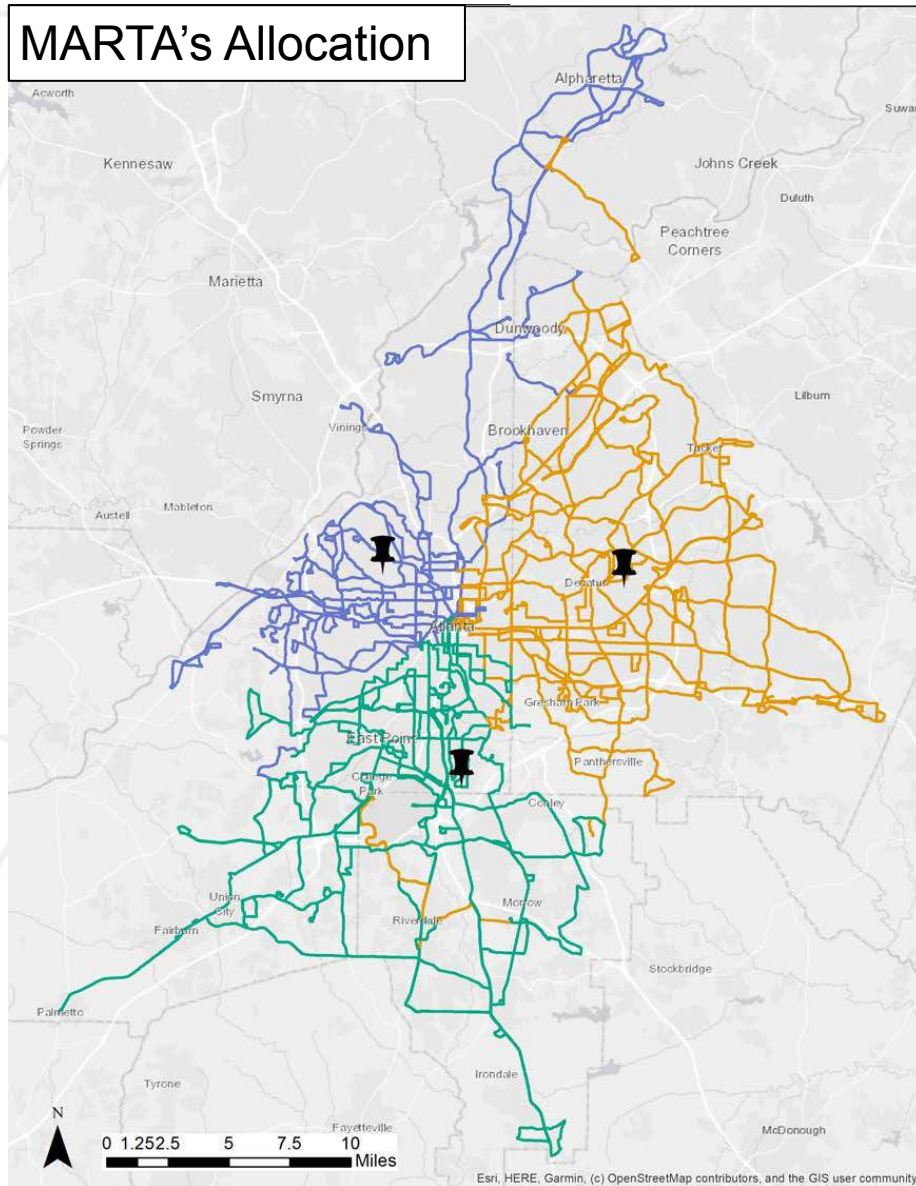 MARTA's Allocation
Alpharetta
Acworth
Kennesaw
Johns Creek
Duluth
Peachtree
Corners
Marietta
Dunwoody
Smyrna
Lilburn
Vinings
Brookhaven
Powder
Springs
Tucker
Mableton
Austell
Decatur
Atlanta
Gresham Park
East Point
Panthersville
College
Park
Conley
Union
City
Morrow
Riverdale
Fairburn
Stockbridge
Palmetto
Irondale
Tyrone
Fayetteville
McDonough
N
0 1.252.5 5 7.5 10
Miles
Esri, HERE, Garmin, (c) OpenStreetMap contributors, and the GIS user community